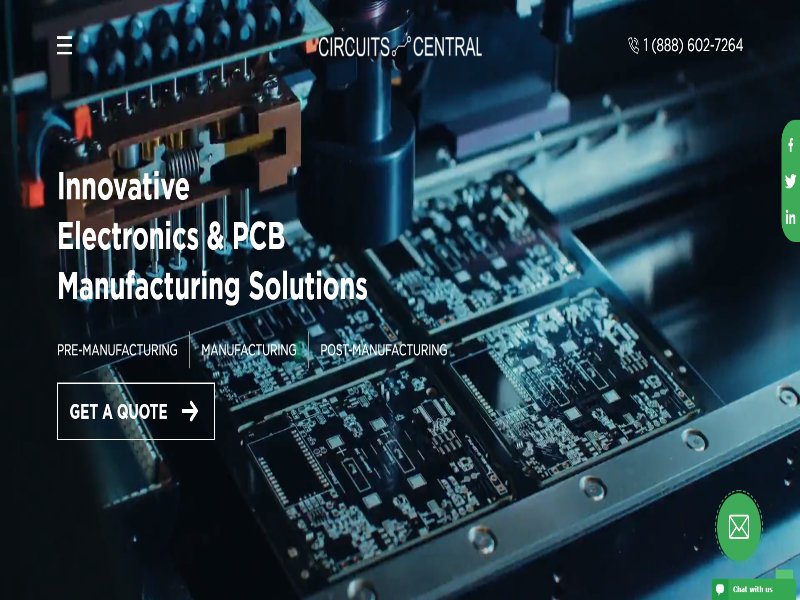 CIRCUITS CENTRAL
1 (888) 602-7264
Innovative
Electronics & PCB
Manufacturing Solutions
PRE-MANUFACTURING MANUFACTURING POST-MANUFACTURING
GET A QUOTE
Chat with us